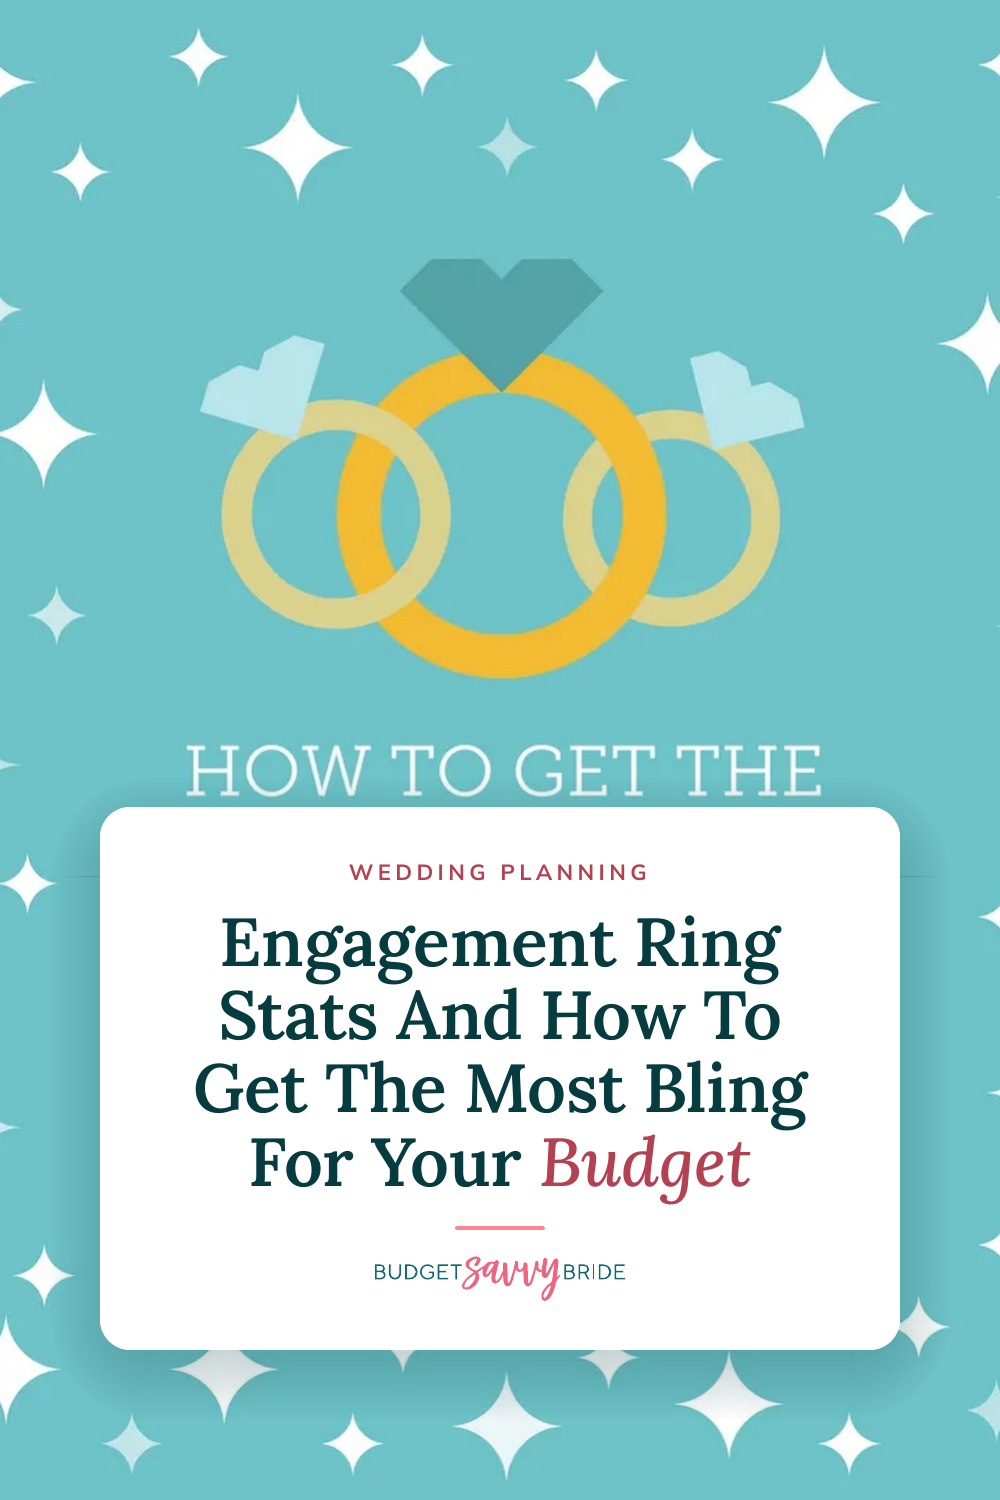 HOW TO GET THE
WEDDING PLANNING
Engagement Ring
Stats And How To
Get The Most Bling
For Your Budget
BUDGET savvy BRIDE